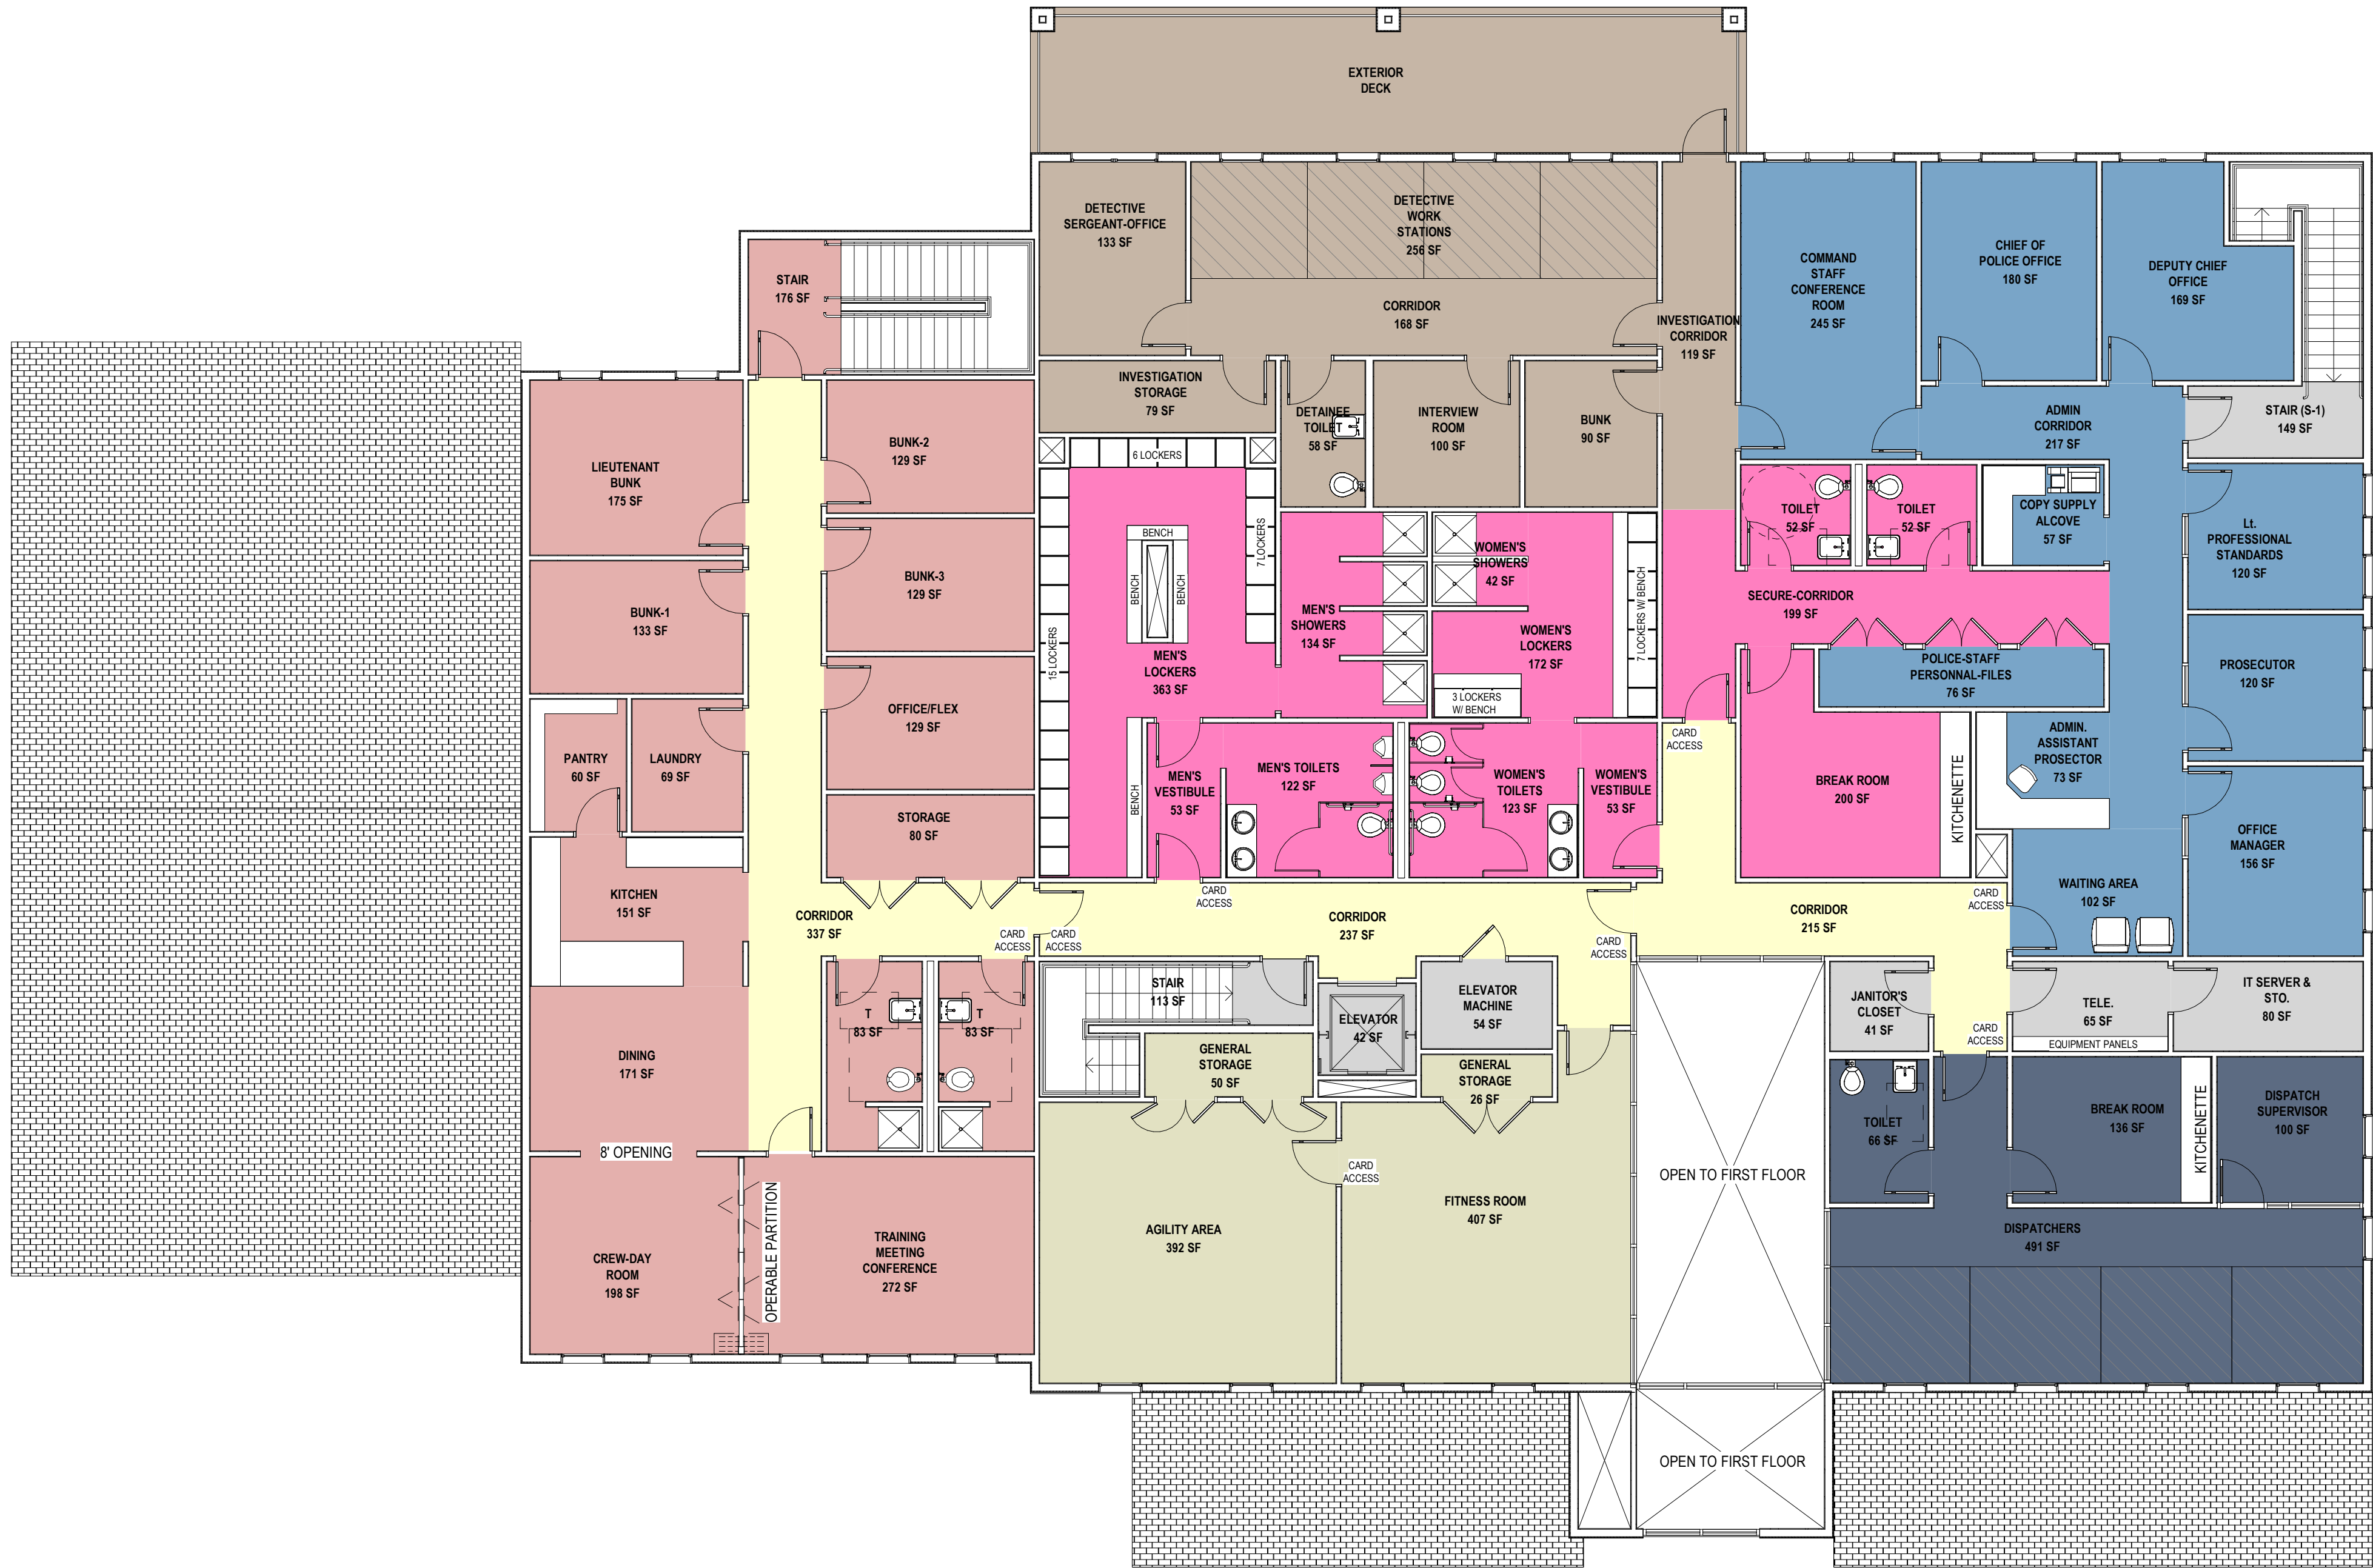 EXTERIOR
DECK
DETECTIVE
SERGEANT-OFFICE
133 SF
DETECTIVE
WORK
STATIONS
256 SF
CORRIDOR
168 SF
INVESTIGATION
CORRIDOR
119 SF
COMMAND
STAFF
CONFERENCE
ROOM
245 SF
CHIEF OF
POLICE OFFICE
180 SF
DEPUTY CHIEF
OFFICE
169 SF
STAIR
176 SF
INVESTIGATION
STORAGE
79 SF
DETAINEE
TOILET
58 SF
INTERVIEW
ROOM
100 SF
BUNK
90 SF
ADMIN
CORRIDOR
217 SF
STAIR (S-1)
149 SF
LIEUTENANT
BUNK
175 SF
BUNK-2
129 SF
6 LOCKERS
7 LOCKERS
15 LOCKERS
BENCH
BENCH
BENCH
BENCH
MEN'S
LOCKERS
363 SF
MEN'S
SHOWERS
134 SF
WOMEN'S
SHOWERS
42 SF
WOMEN'S
LOCKERS
172 SF
7 LOCKERS W/ BENCH
3 LOCKERS
W/ BENCH
TOILET
52 SF
TOILET
52 SF
COPY SUPPLY
ALCOVE
57 SF
Lt.
PROFESSIONAL
STANDARDS
120 SF
BUNK-1
133 SF
BUNK-3
129 SF
SECURE-CORRIDOR
199 SF
POLICE-STAFF
PERSONNAL-FILES
76 SF
PROSECUTOR
120 SF
OFFICE/FLEX
129 SF
PANTRY
60 SF
LAUNDRY
69 SF
MEN'S
VESTIBULE
53 SF
MEN'S TOILETS
122 SF
WOMEN'S
TOILETS
123 SF
WOMEN'S
VESTIBULE
53 SF
CARD
ACCESS
BREAK ROOM
200 SF
KITCHENETTE
ADMIN.
ASSISTANT
PROSECTOR
73 SF
OFFICE
MANAGER
156 SF
STORAGE
80 SF
KITCHEN
151 SF
CORRIDOR
337 SF
CARD
ACCESS
CARD
ACCESS
CARD
ACCESS
CORRIDOR
237 SF
CARD
ACCESS
CORRIDOR
215 SF
CARD
ACCESS
WAITING AREA
102 SF
STAIR
113 SF
ELEVATOR
42 SF
ELEVATOR
MACHINE
54 SF
JANITOR'S
CLOSET
41 SF
CARD
ACCESS
TELE.
65 SF
EQUIPMENT PANELS
IT SERVER &
STO.
80 SF
DINING
171 SF
T
83 SF
T
83 SF
GENERAL
STORAGE
50 SF
GENERAL
STORAGE
26 SF
TOILET
66 SF
BREAK ROOM
136 SF
KITCHENETTE
DISPATCH
SUPERVISOR
100 SF
8' OPENING
OPERABLE PARTITION
CARD
ACCESS
OPEN TO FIRST FLOOR
CREW-DAY
ROOM
198 SF
TRAINING
MEETING
CONFERENCE
272 SF
AGILITY AREA
392 SF
FITNESS ROOM
407 SF
DISPATCHERS
491 SF
OPEN TO FIRST FLOOR